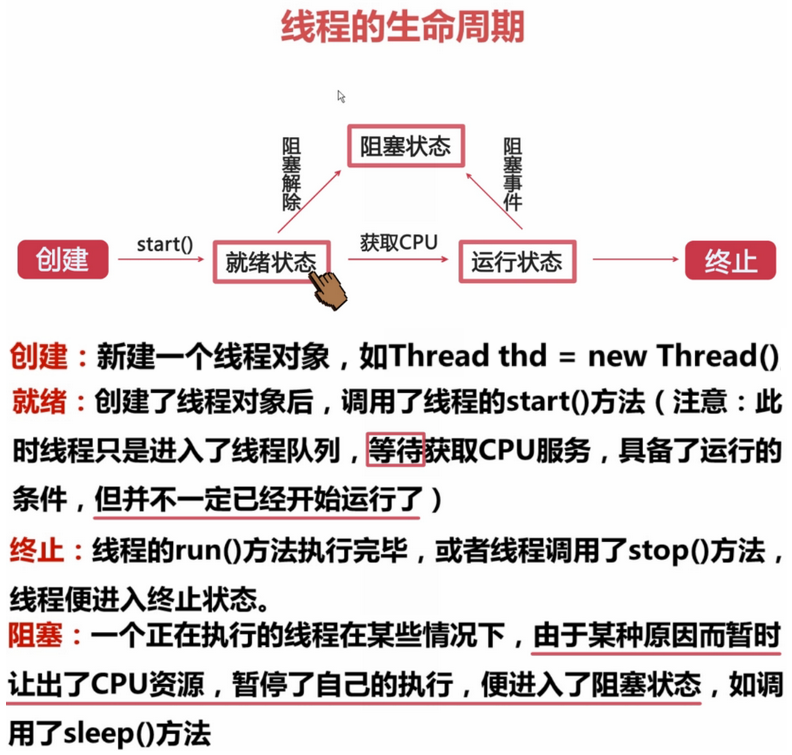 线程的生命周期
阻塞状态
阻塞解除
阻塞事件
创建
start()
就绪状态
获取CPU
运行状态
终止
创建：新建一个线程对象，如Thread thd = new Thread()
就绪：创建了线程对象后，调用了线程的start()方法（注意：此
时线程只是进入了线程队列，等待获取CPU服务，具备了运行的
条件，但并不一定已经开始运行了）
终止：线程的run()方法执行完毕，或者线程调用了stop()方法，
线程便进入终止状态。
阻塞：一个正在执行的线程在某些情况下，由于某种原因而暂时
让出了CPU资源，暂停了自己的执行，便进入了阻塞状态，如调
用了sleep()方法